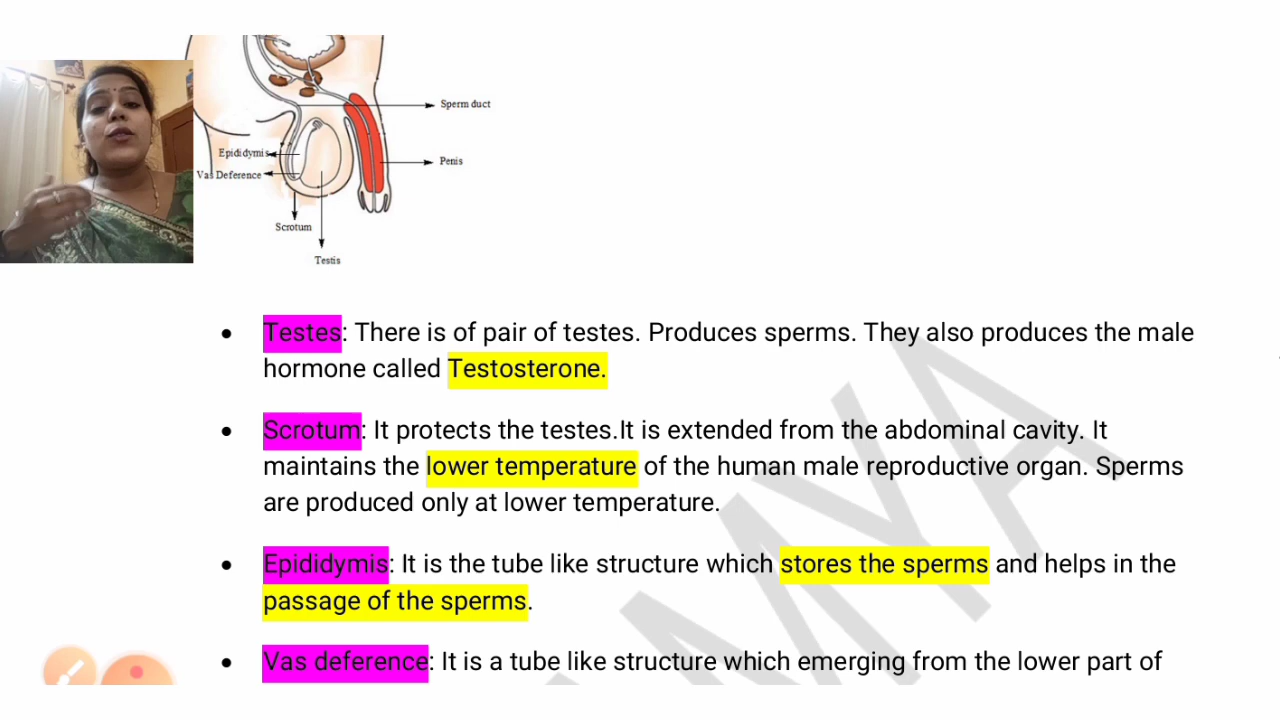 Sperm duct
Epididymis
Penis
Vas Deference
Scrotum
Testis
• Testes: There is of pair of testes. Produces sperms. They also produces the male
hormone called Testosterone.
• Scrotum: It protects the testes.It is extended from the abdominal cavity. It
maintains the lower temperature of the human male reproductive organ. Sperms
are produced only at lower temperature.
• Epididymis: It is the tube like structure which stores the sperms and helps in the
passage of the sperms.
• Vas deference: It is a tube like structure which emerging from the lower part of